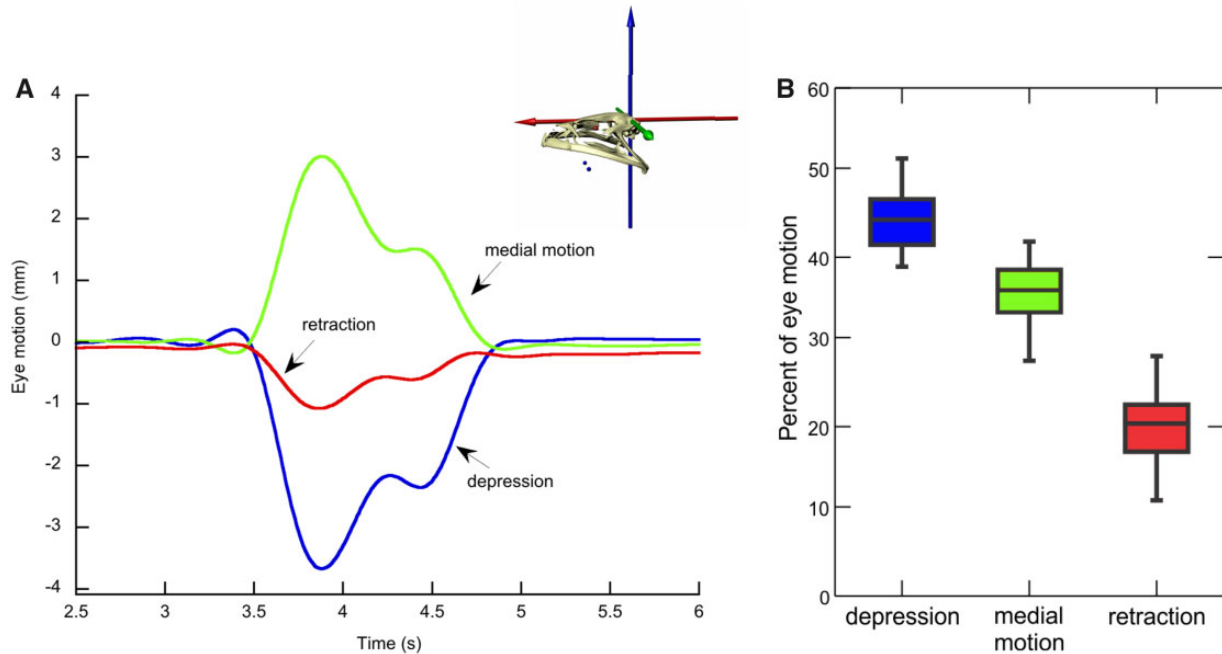 A
4
3
2
1
0
-1
-2
-3
-4
Eye motion (mm)
medial motion
retraction
depression
2.5 3 3.5 4 4.5 5 5.5 6
Time (s)
B
60
50
40
30
20
10
0
Percent of eye motion
depression medial retraction
motion